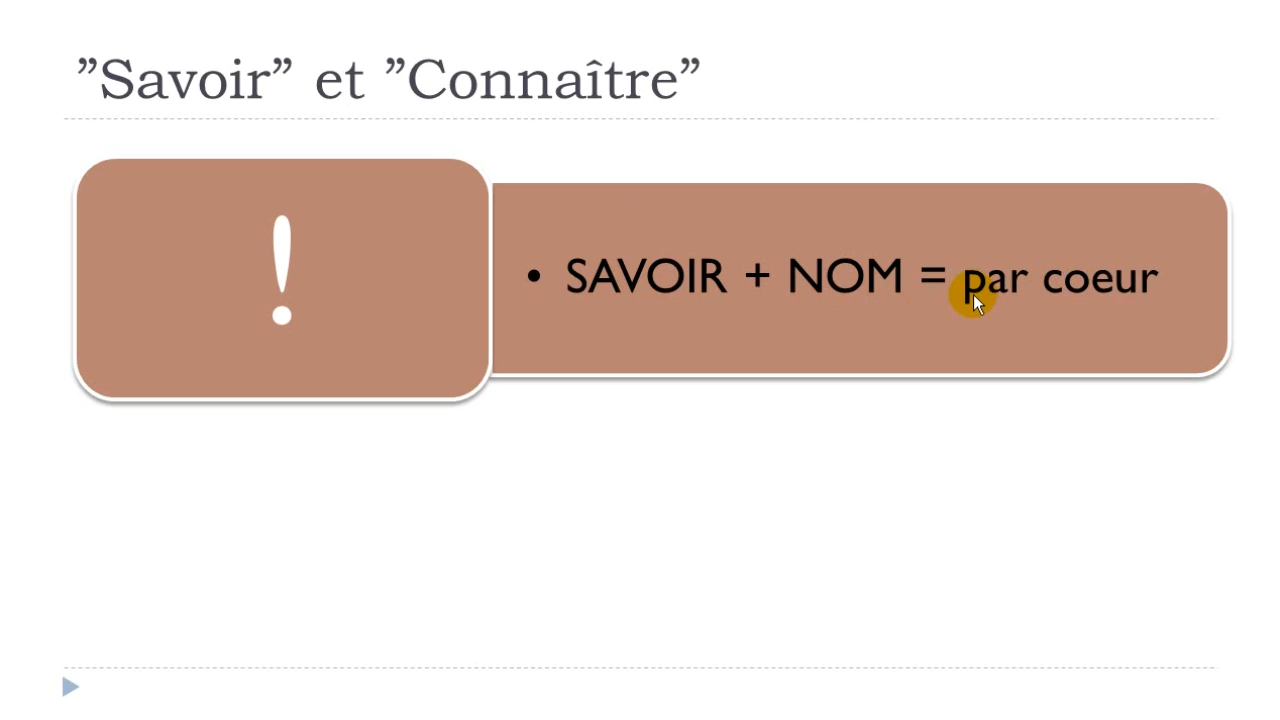 ”Savoir” et ”Connaître”
!
• SAVOIR + NOM = par coeur